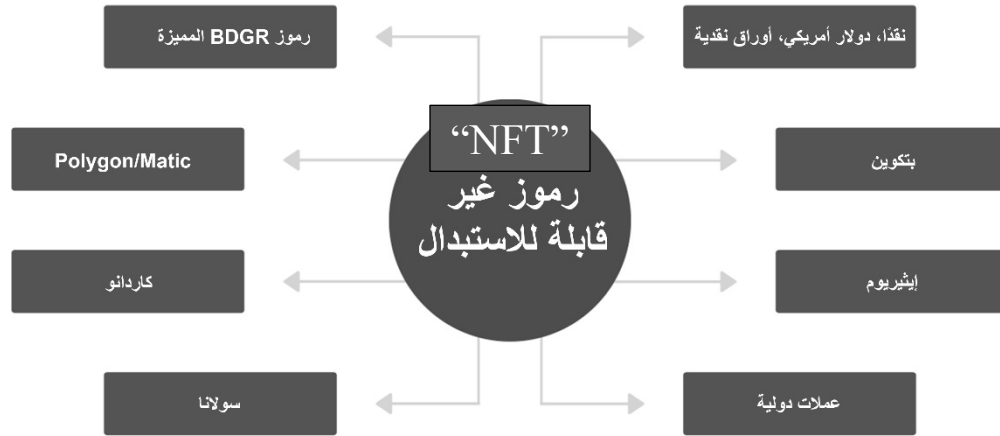 نقدًا، دولار أمريكي، أوراق نقدية
رموز BDGR المميزة
“NFT”
رموز غير
قابلة للاستبدال
بتكوين
Polygon/Matic
إيثيريوم
كاردانو
عملات دولية
سولانا